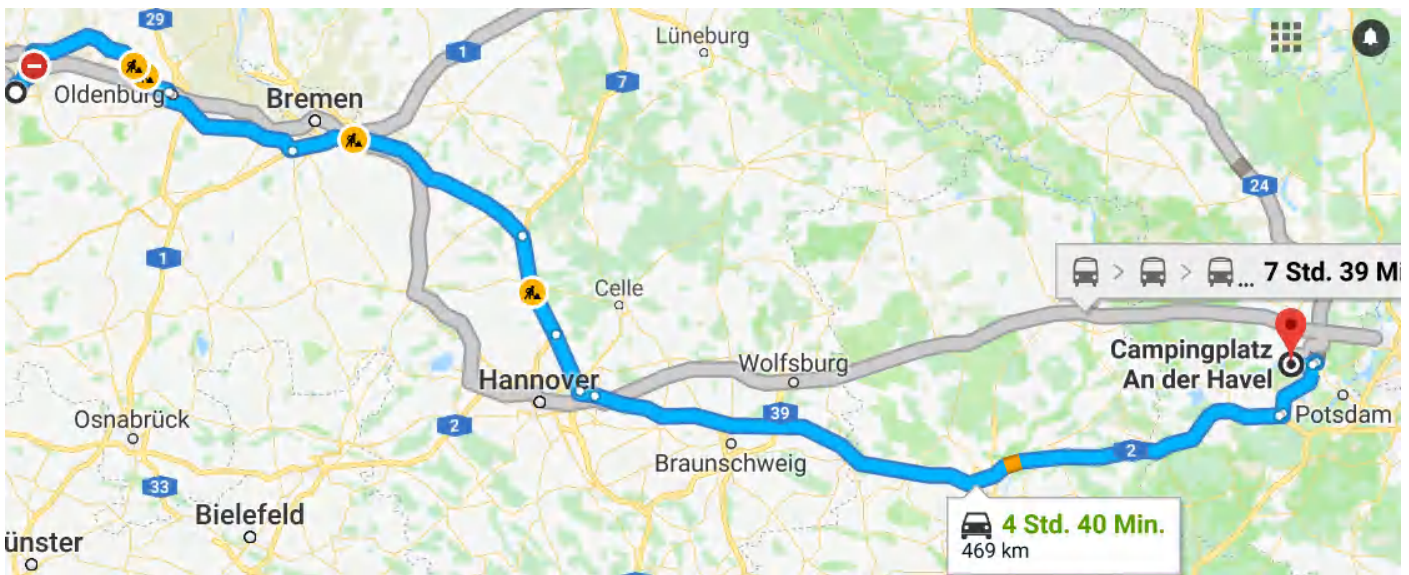 29
1
Lüneburg
7
Oldenburg
Bremen
24
1
7 Std. 39 Mi
Celle
Campingplatz
An der Havel
Wolfsburg
Hannover
39
Potsdam
Osnabrück
2
2
Braunschweig
33
Bielefeld
4 Std. 40 Min.
469 km
ünster